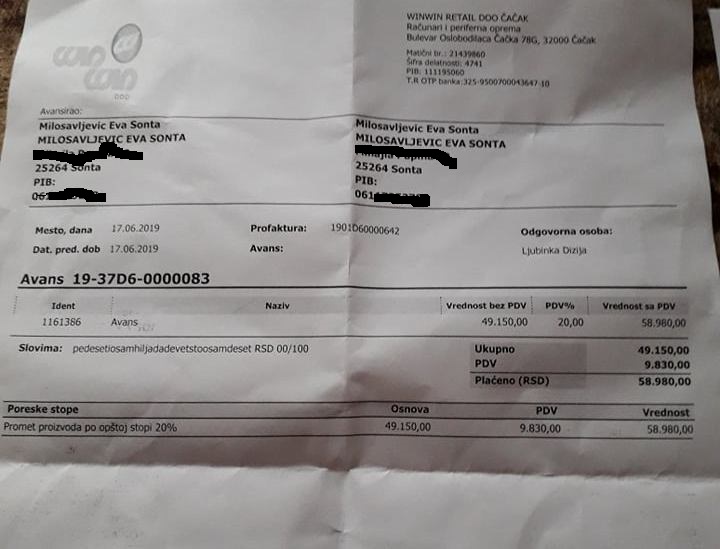 WINWIN RETAIL DOO ČAČAK
Računari i periferna oprema
Bulevar Oslobodilaca Čačka 78G, 32000 Čačak
Matični br.: 21439860
Šifra delatnosti: 4741
PIB: 111195060
T.R OTP banka:325-9500700043647-10
win
win
DOO
Avansirao:
Milosavljevic Eva Sonta
MILOSAVLJEVIC EVA SONTA
25264 Sonta
PIB:
Milosavljevic Eva Sonta
MILOSAVLJEVIC EVA SONTA
25264 Sonta
PIB:
Mesto, dana 17.06.2019 Profaktura: 1901D60000642 Odgovorna osoba:
Dat. pred. dob 17.06.2019 Avans: Ljubinka Dizija
Avans 19-37D6-0000083
Ident Naziv Vrednost bez PDV PDV% Vrednost sa PDV
1161386 Avans 49.150,00 20,00 58.980,00
Slovima: pedesetiosamhiljadadevetstoosamdeset RSD 00/100
Ukupno 49.150,00
PDV 9.830,00
Plaćeno (RSD) 58.980,00
Poreske stope Osnova PDV Vrednost
Promet proizvoda po opštoj stopi 20% 49.150,00 9.830,00 58.980,00